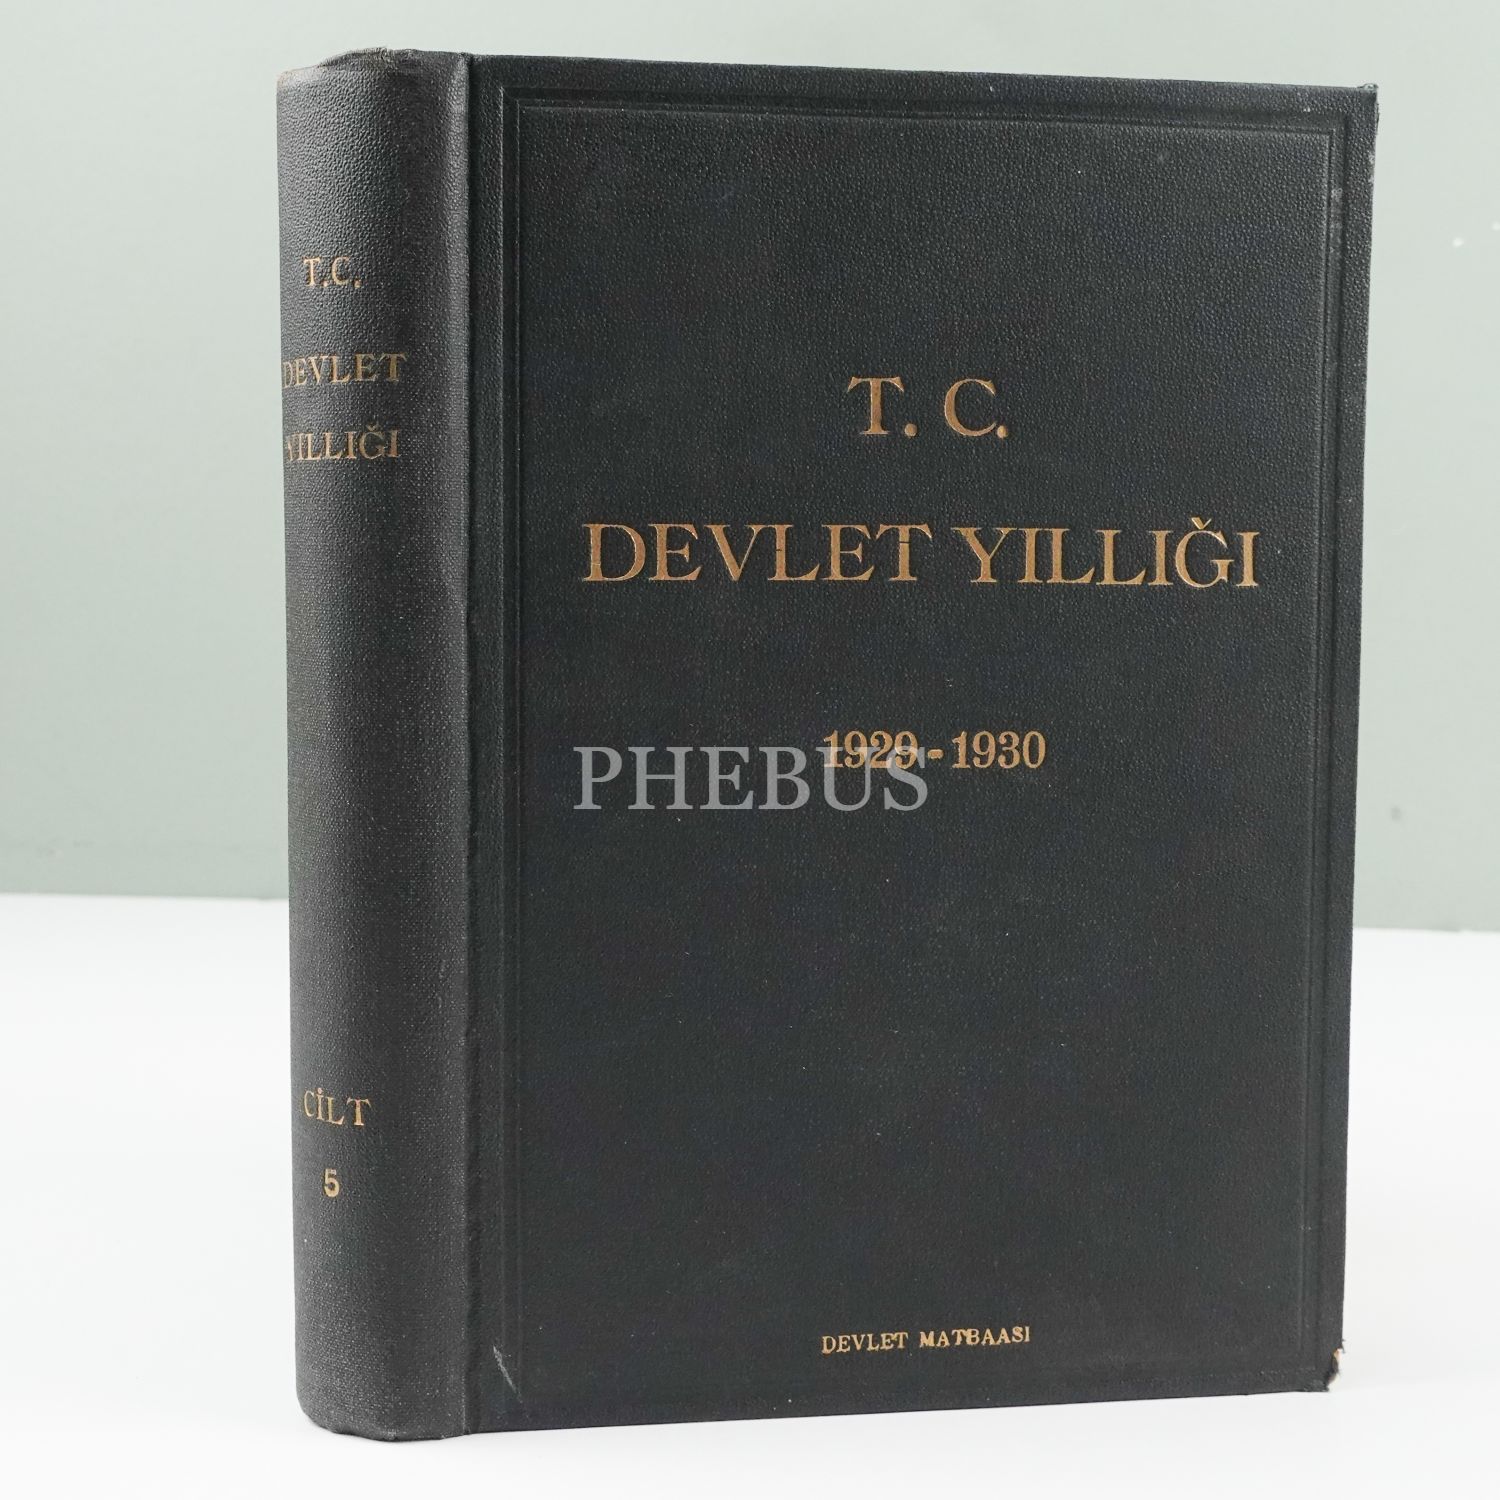 T.C.
DEVLET
YILLIĞI
CİLT
5
T. C.
DEVLET YILLIĞI
1929-1930
PHEBUS
DEVLET MATBAASI